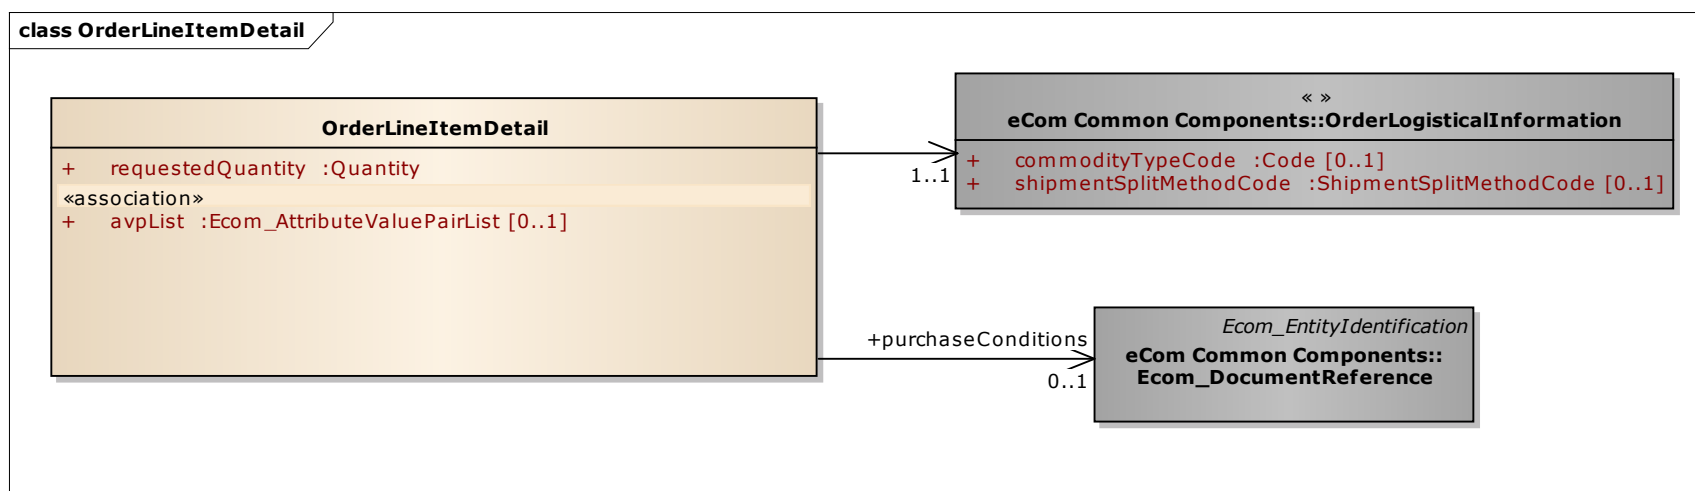 class OrderLineItemDetail
OrderLineItemDetail
+ requestedQuantity :Quantity
«association»
+ avpList :Ecom_AttributeValuePairList [0..1]
1..1
« »
eCom Common Components::OrderLogisticalInformation
+ commodityTypeCode :Code [0..1]
+ shipmentSplitMethodCode :ShipmentSplitMethodCode [0..1]
+purchaseConditions
0..1
Ecom_EntityIdentification
eCom Common Components::
Ecom_DocumentReference